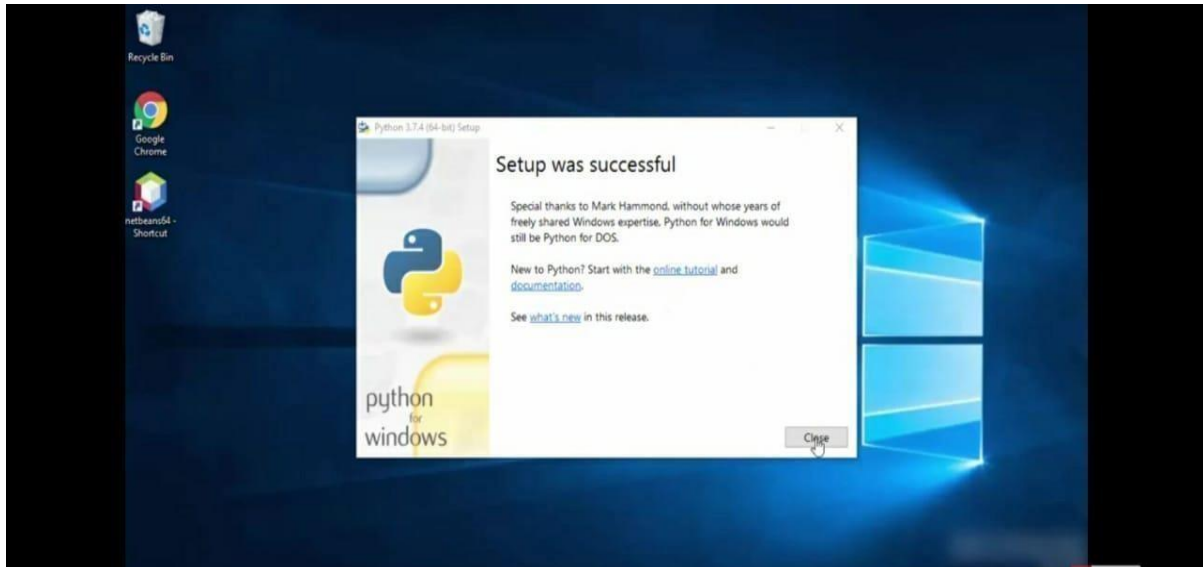 Recycle Bin
Google
Chrome
netbeans64 -
Shortcut
Python 3.7.4 (64-bit) Setup
Setup was successful
Special thanks to Mark Hammond, without whose years of
freely shared Windows expertise, Python for Windows would
still be Python for DOS.
New to Python? Start with the online tutorial and
documentation.
See what's new in this release.
python
for
windows
Close